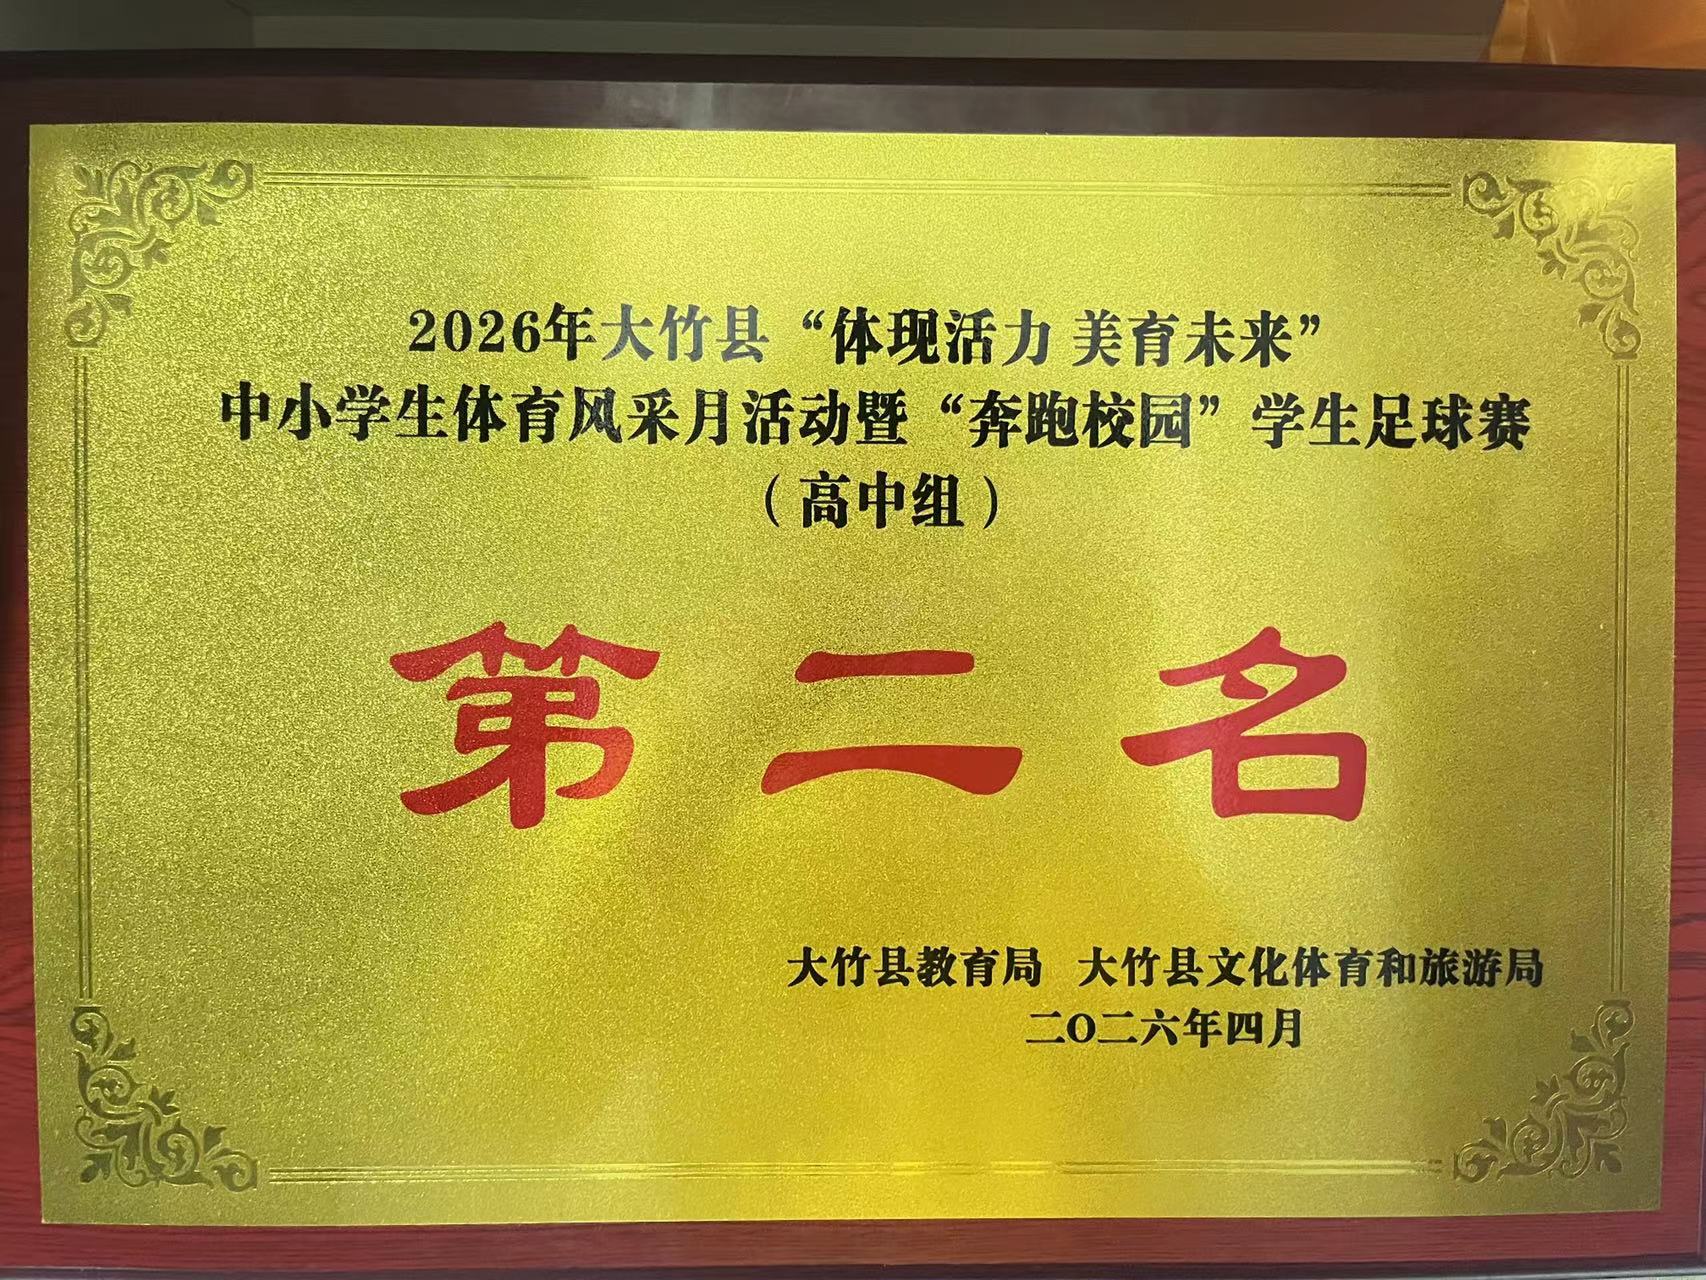 2026年大竹县“体现活力 美育未来”
中小学生体育风采月活动暨“奔跑校园”学生足球赛
（高中组）
第二名
大竹县教育局 大竹县文化体育和旅游局
二〇二六年四月